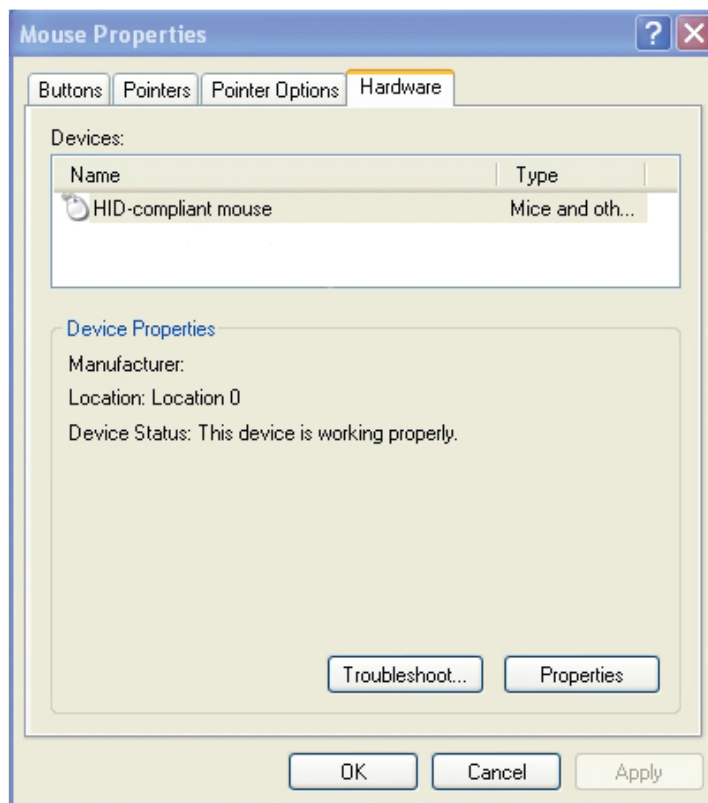 Mouse Properties
?
Buttons Pointers Pointer Options Hardware
Devices:
Name Type
HID-compliant mouse Mice and oth...
Device Properties
Manufacturer:
Location: Location 0
Device Status: This device is working properly.
Troubleshoot... Properties
OK Cancel Apply